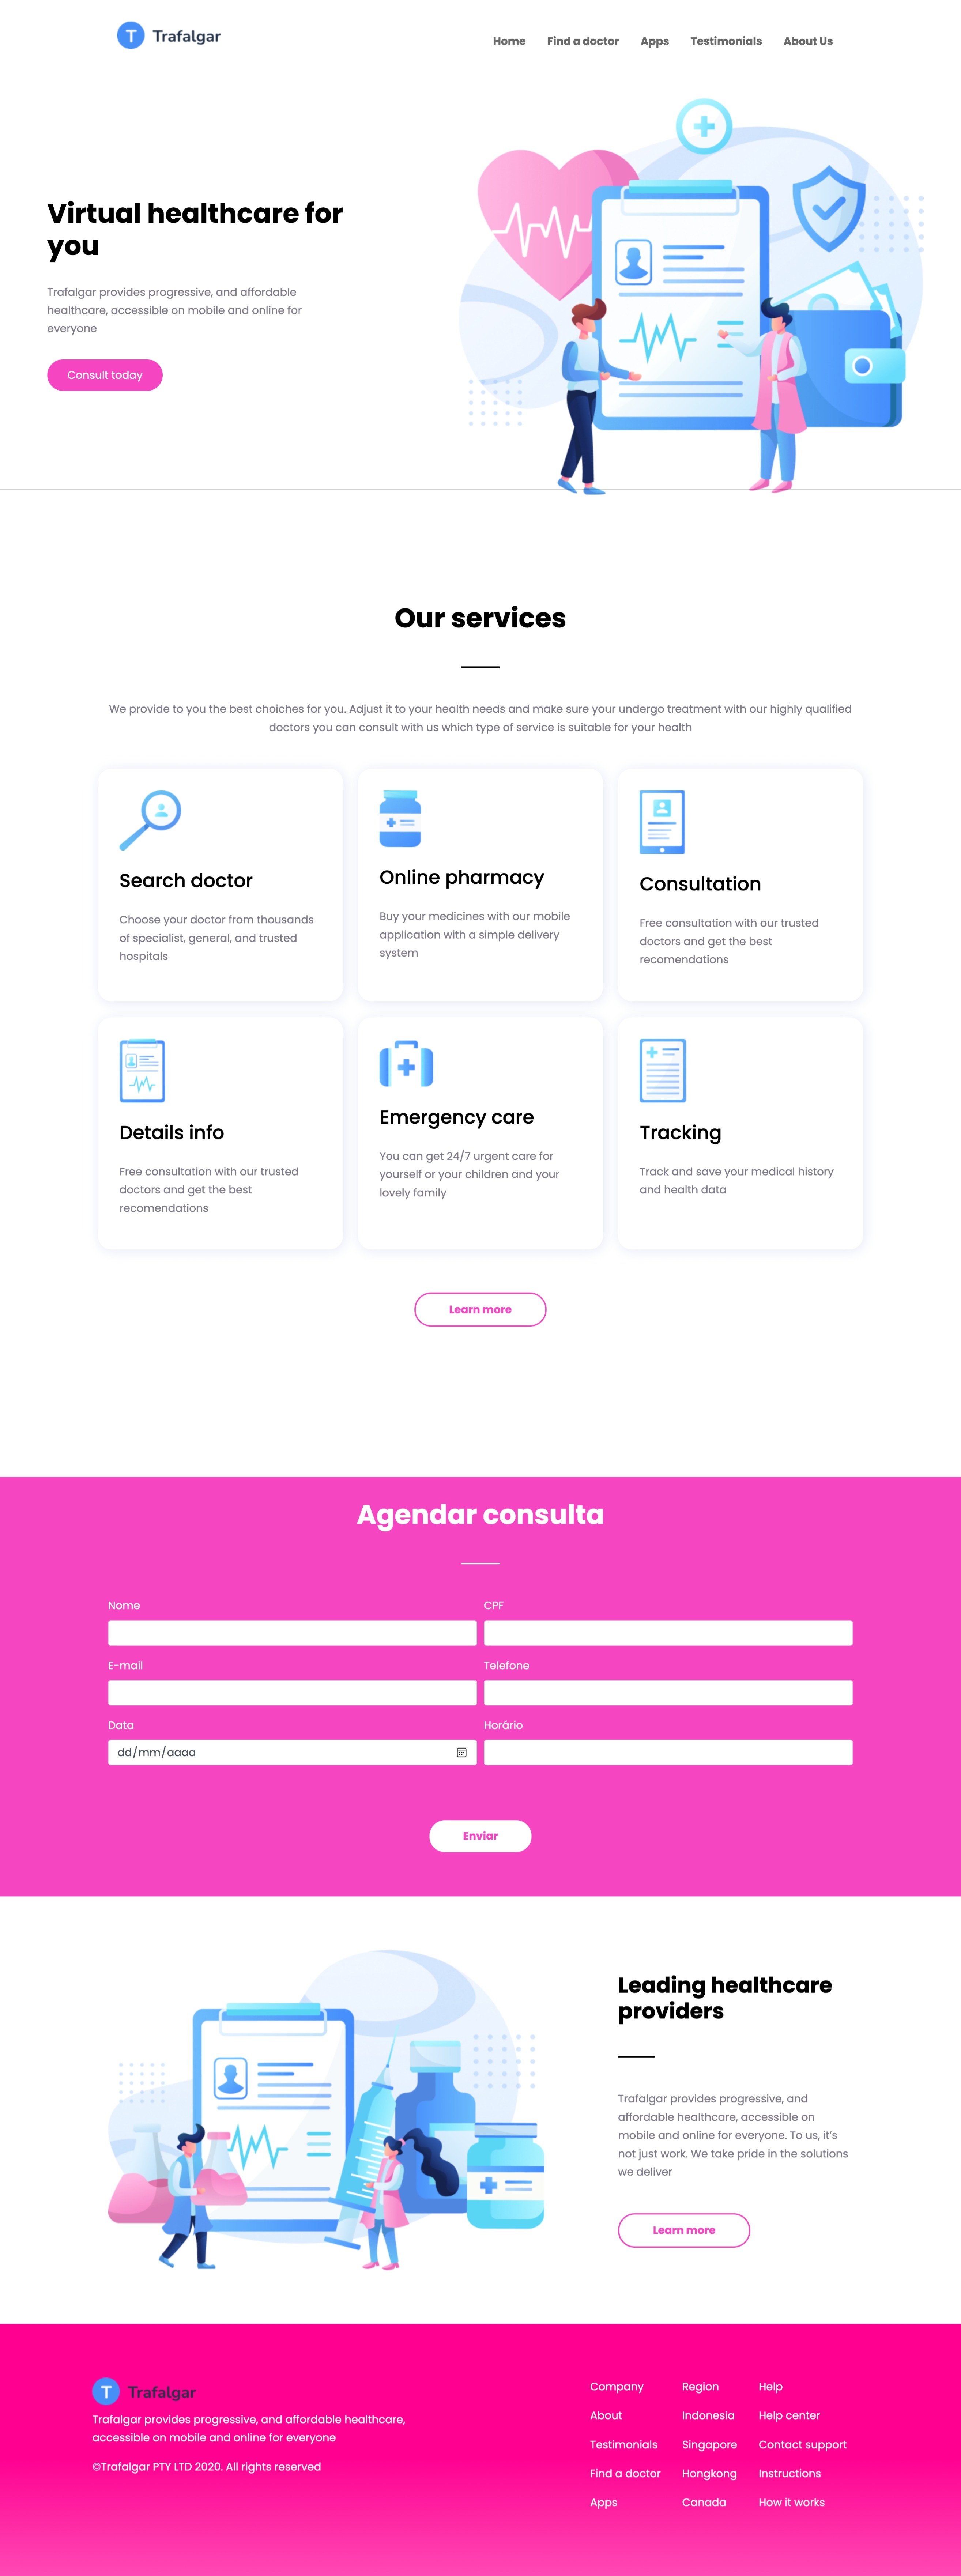 T Trafalgar
Home Find a doctor Apps Testimonials About Us
Virtual healthcare for
you
Trafalgar provides progressive, and affordable
healthcare, accessible on mobile and online for
everyone
Consult today
Our services
We provide to you the best choiches for you. Adjust it to your health needs and make sure your undergo treatment with our highly qualified
doctors you can consult with us which type of service is suitable for your health
Search doctor
Choose your doctor from thousands
of specialist, general, and trusted
hospitals
Online pharmacy
Buy your medicines with our mobile
application with a simple delivery
system
Consultation
Free consultation with our trusted
doctors and get the best
recomendations
Details info
Free consultation with our trusted
doctors and get the best
recomendations
Emergency care
You can get 24/7 urgent care for
yourself or your children and your
lovely family
Tracking
Track and save your medical history
and health data
Learn more
Agendar consulta
Nome CPF
E-mail Telefone
Data Horário
dd/mm/aaaa
Enviar
Leading healthcare
providers
Trafalgar provides progressive, and
affordable healthcare, accessible on
mobile and online for everyone. To us, it's
not just work. We take pride in the solutions
we deliver
Learn more
T Trafalgar
Trafalgar provides progressive, and affordable healthcare,
accessible on mobile and online for everyone
©Trafalgar PTY LTD 2020. All rights reserved
Company Region Help
About Indonesia Help center
Testimonials Singapore Contact support
Find a doctor Hongkong Instructions
Apps Canada How it works